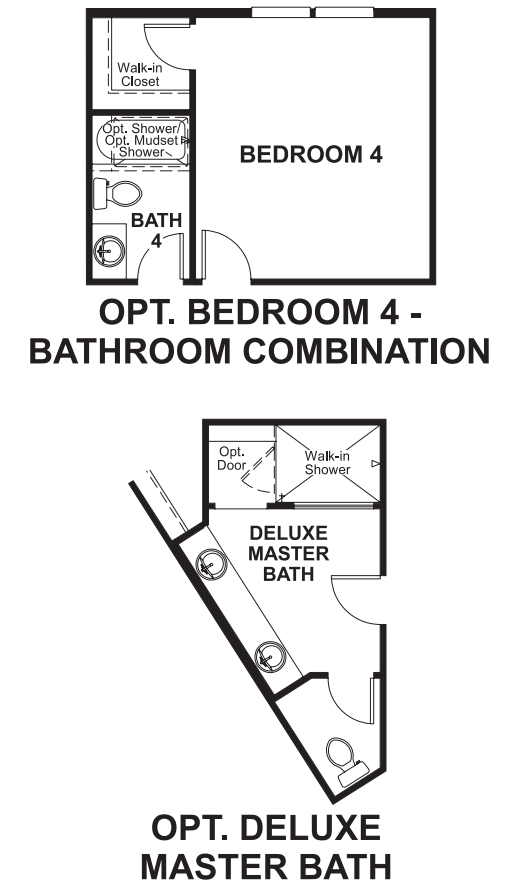 Walk-in
Closet
Opt. Shower/
Opt. Mudset
Shower
BEDROOM 4
BATH
4
OPT. BEDROOM 4 -
BATHROOM COMBINATION
Opt.
Door
Walk-in
Shower
DELUXE
MASTER
BATH
OPT. DELUXE
MASTER BATH